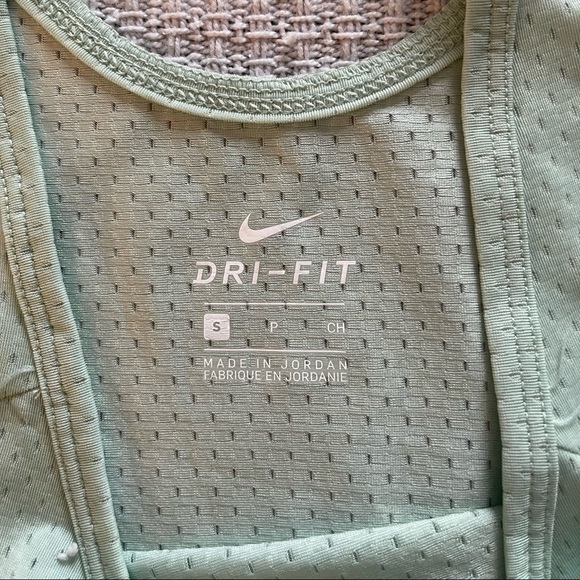 DRI-FIT
S P CH
MADE IN JORDAN
FABRIQUE EN JORDANIE